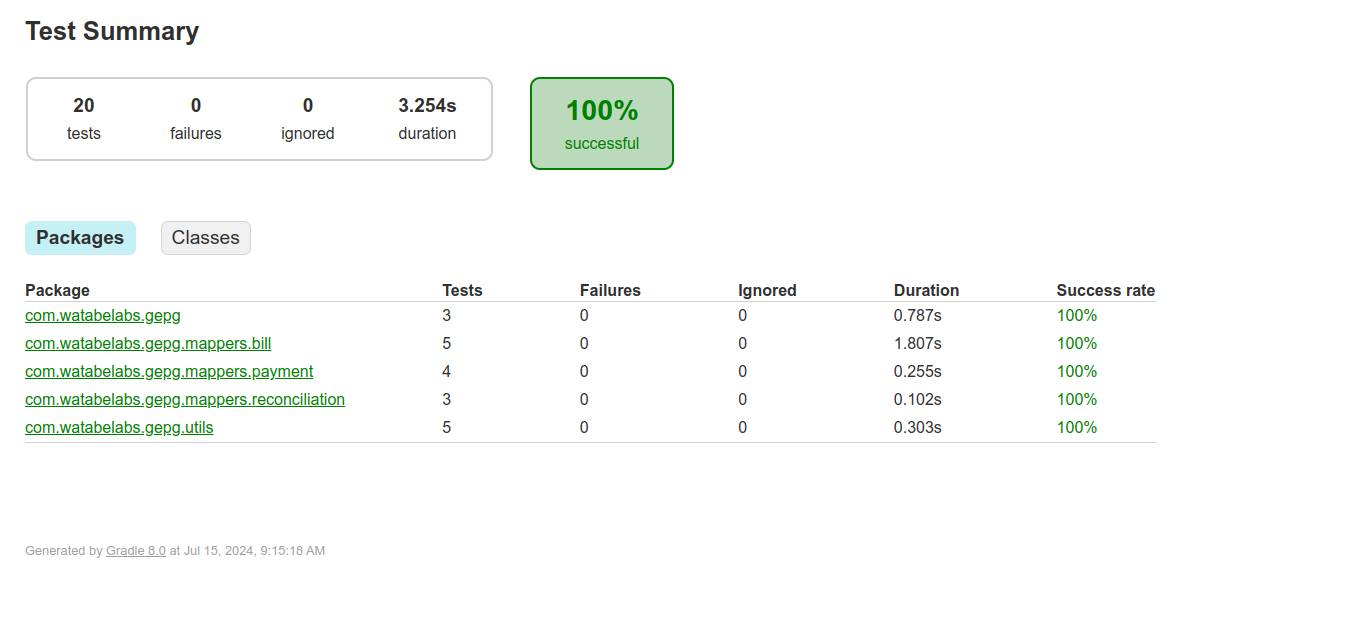 Test Summary
20 0 0 3.254s
tests failures ignored duration
100%
successful
Packages Classes
Package Tests Failures Ignored Duration Success rate
com.watabelabs.gepg 3 0 0 0.787s 100%
com.watabelabs.gepg.mappers.bill 5 0 0 1.807s 100%
com.watabelabs.gepg.mappers.payment 4 0 0 0.255s 100%
com.watabelabs.gepg.mappers.reconciliation 3 0 0 0.102s 100%
com.watabelabs.gepg.utils 5 0 0 0.303s 100%
Generated by Gradle 8.0 at Jul 15, 2024, 9:15:18 AM